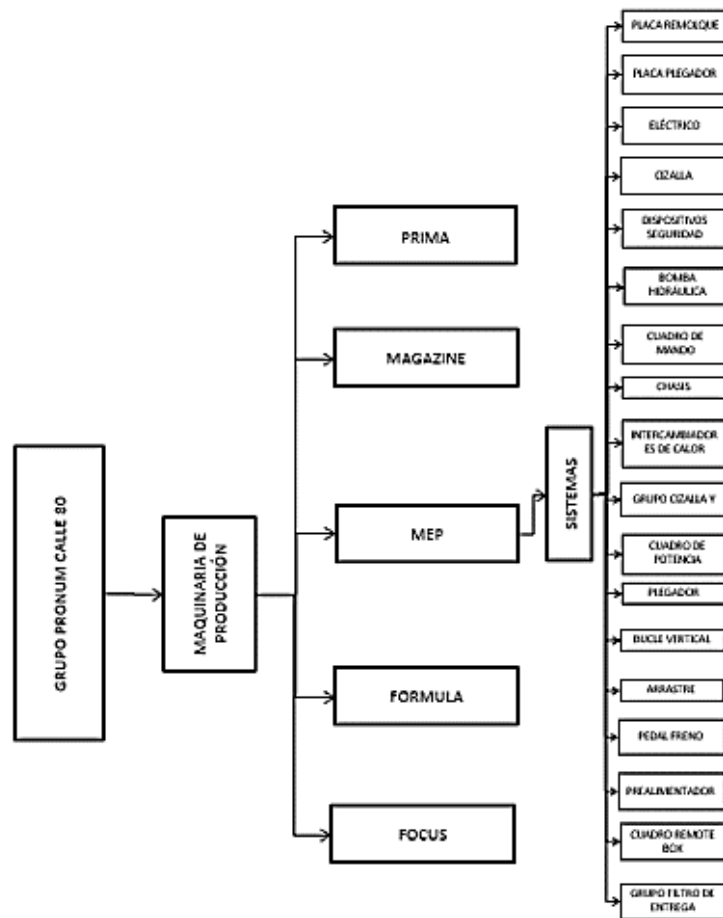 GRUPO PRONUM CALLE 80
MAQUINARIA DE
PRODUCCIÓN
PRIMA
MAGAZINE
MEP
FORMULA
FOCUS
SISTEMAS
PLACA REMOLQUE
PLACA PLEGADOR
ELÉCTRICO
CIZALLA
DISPOSITIVOS
SEGURIDAD
BOMBA
HIDRÁULICA
CUADRO DE
MANDO
CHASIS
INTERCAMBIADOR
ES DE CALOR
GRUPO CIZALLA Y
CUADRO DE
POTENCIA
PLEGADOR
BUCLE VERTICAL
ARRASTRE
PEDAL FRENO
PREALIMENTADOR
CUADRO REMOTE
BOX
GRUPO FILTRO DE
ENTREGA